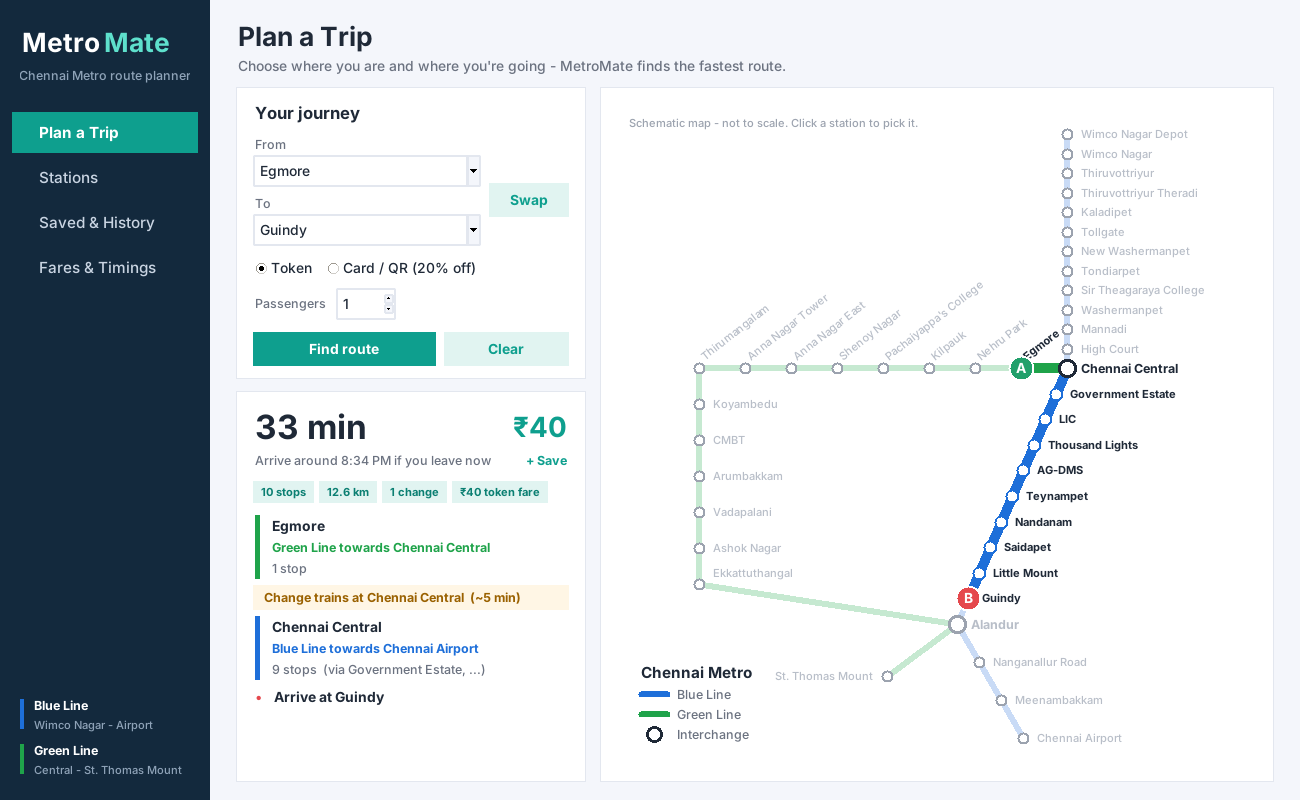 MetroMate
Chennai Metro route planner
Plan a Trip
Stations
Saved & History
Fares & Timings
Blue Line
Wimco Nagar - Airport
Green Line
Central - St. Thomas Mount
Plan a Trip
Choose where you are and where you're going - MetroMate finds the fastest route.
Your journey
From
Egmore
To
Guindy
Swap
Token
Card / QR (20% off)
Passengers
1
Find route
Clear
33 min
₹40
Arrive around 8:34 PM if you leave now
+ Save
10 stops
12.6 km
1 change
₹40 token fare
Egmore
Green Line towards Chennai Central
1 stop
Change trains at Chennai Central (~5 min)
Chennai Central
Blue Line towards Chennai Airport
9 stops (via Government Estate, ...)
• Arrive at Guindy
Schematic map - not to scale. Click a station to pick it.
Wimco Nagar Depot
Wimco Nagar
Thiruvottriyur
Thiruvottriyur Theradi
Kaladipet
Tollgate
New Washermanpet
Tondiarpet
Sir Theagaraya College
Washermanpet
Mannadi
High Court
Thirumangalam
Anna Nagar Tower
Anna Nagar East
Shenoy Nagar
Pachaiyappa's College
Kilpauk
Nehru Park
Egmore
A
Chennai Central
Government Estate
LIC
Thousand Lights
AG-DMS
Teynampet
Nandanam
Saidapet
Little Mount
B
Guindy
Koyambedu
CMBT
Arumbakkam
Vadapalani
Ashok Nagar
Ekkattuthangal
Alandur
St. Thomas Mount
Nanganallur Road
Meenambakkam
Chennai Airport
Chennai Metro
Blue Line
Green Line
Interchange